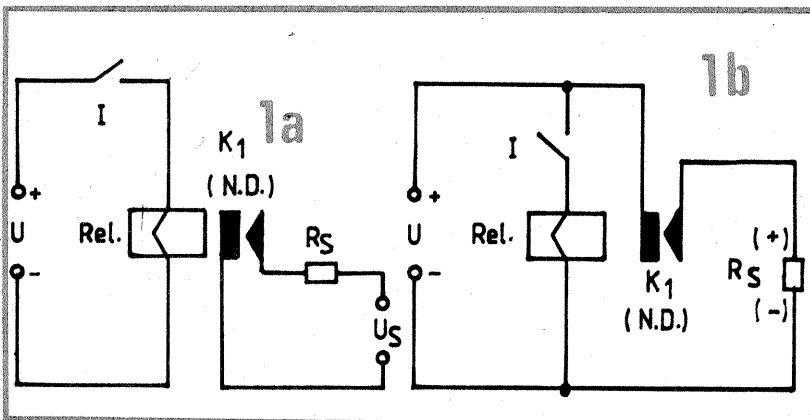 1a
I
K1
(N.D.)
+
U
-
Rel.
RS
US
1b
I
+
U
-
Rel.
K1
(N.D.)
(+)
RS
(-)